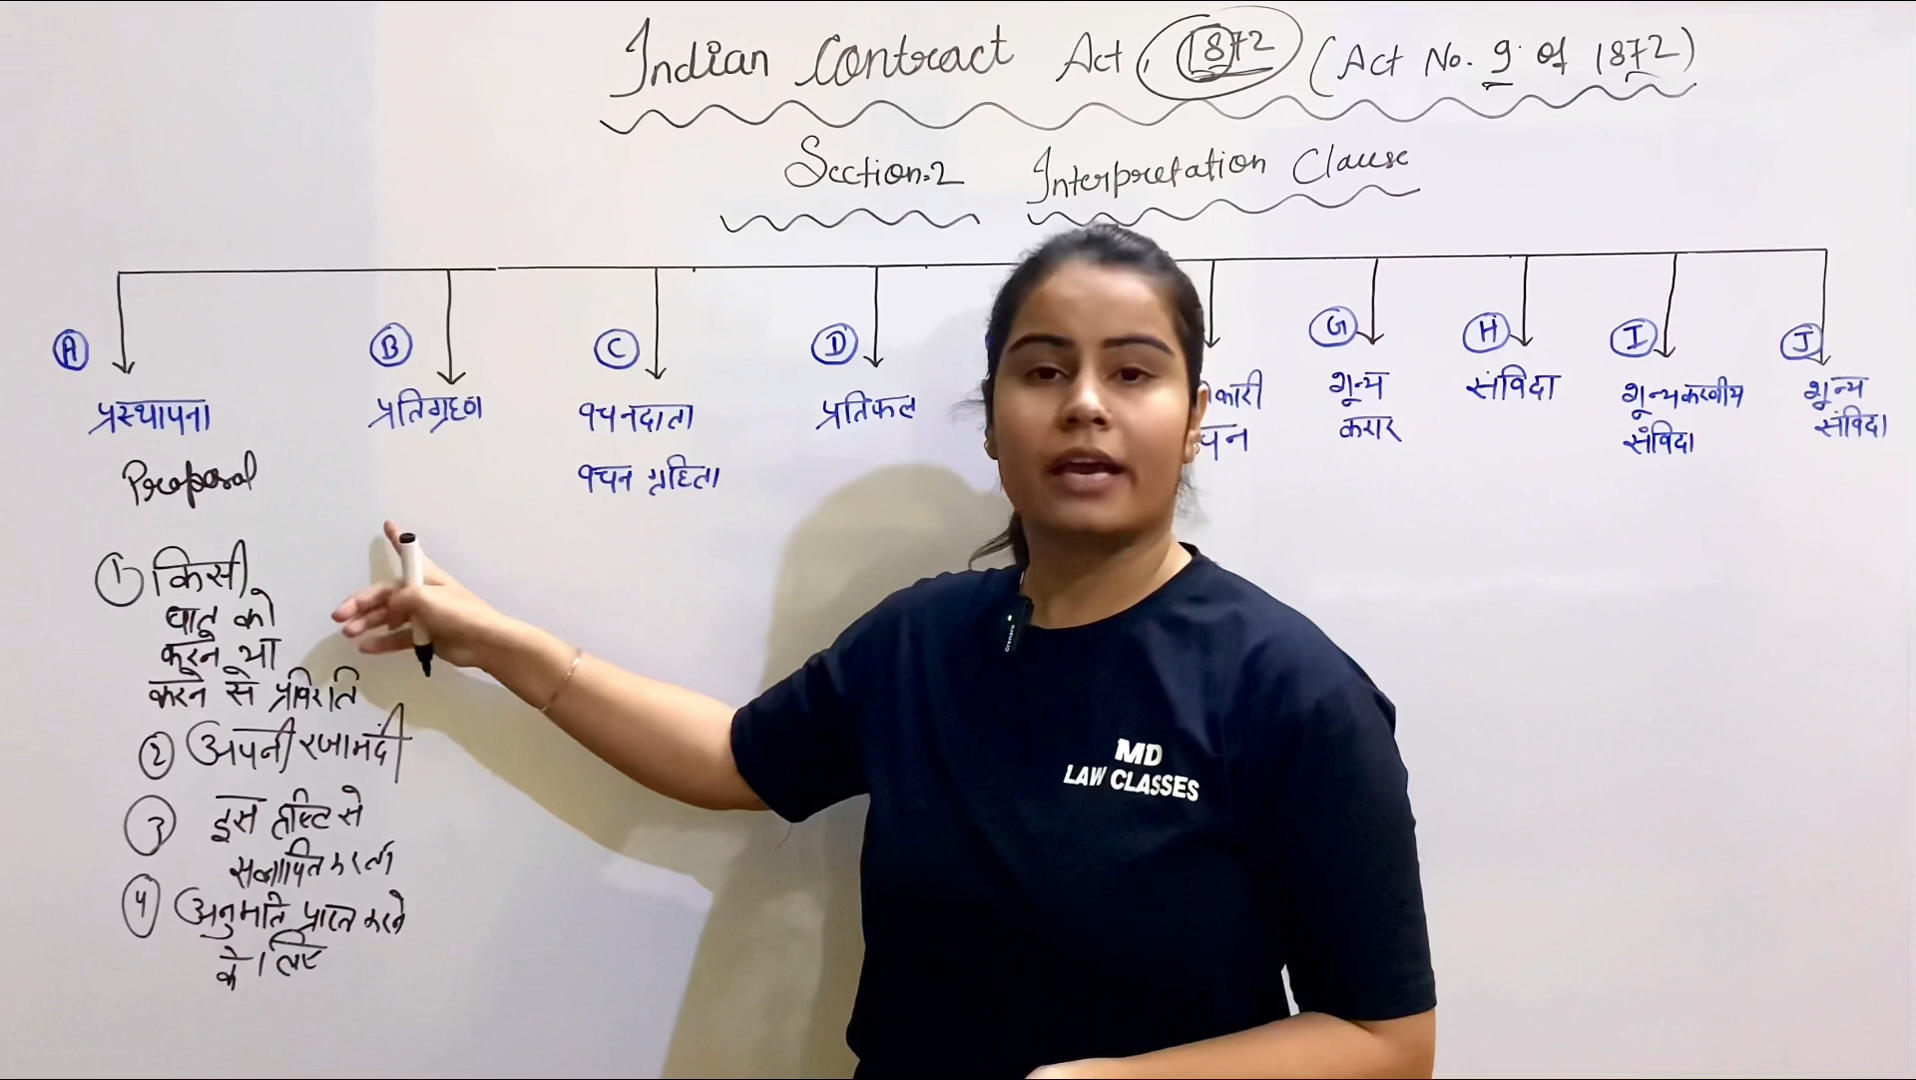 Indian Contract Act, 1872 (Act No. 9 of 1872)
Section.2 Interpretation Clause
A
प्रस्थापना
Proposal
① किसी
बात को
करने या
करने से प्रविरति
② अपनी रजामंदी
③ इस दृष्टि से
संज्ञापित करता
④ अनुमति प्राप्त करने
के लिए
B
प्रतिग्रहण
C
वचनदाता
वचन ग्रहिता
D
प्रतिफल
कारी
चन
G
शून्य
करार
H
संविदा
I
शून्यकरणीय
संविदा
J
शून्य
संविदा
MD
LAW CLASSES